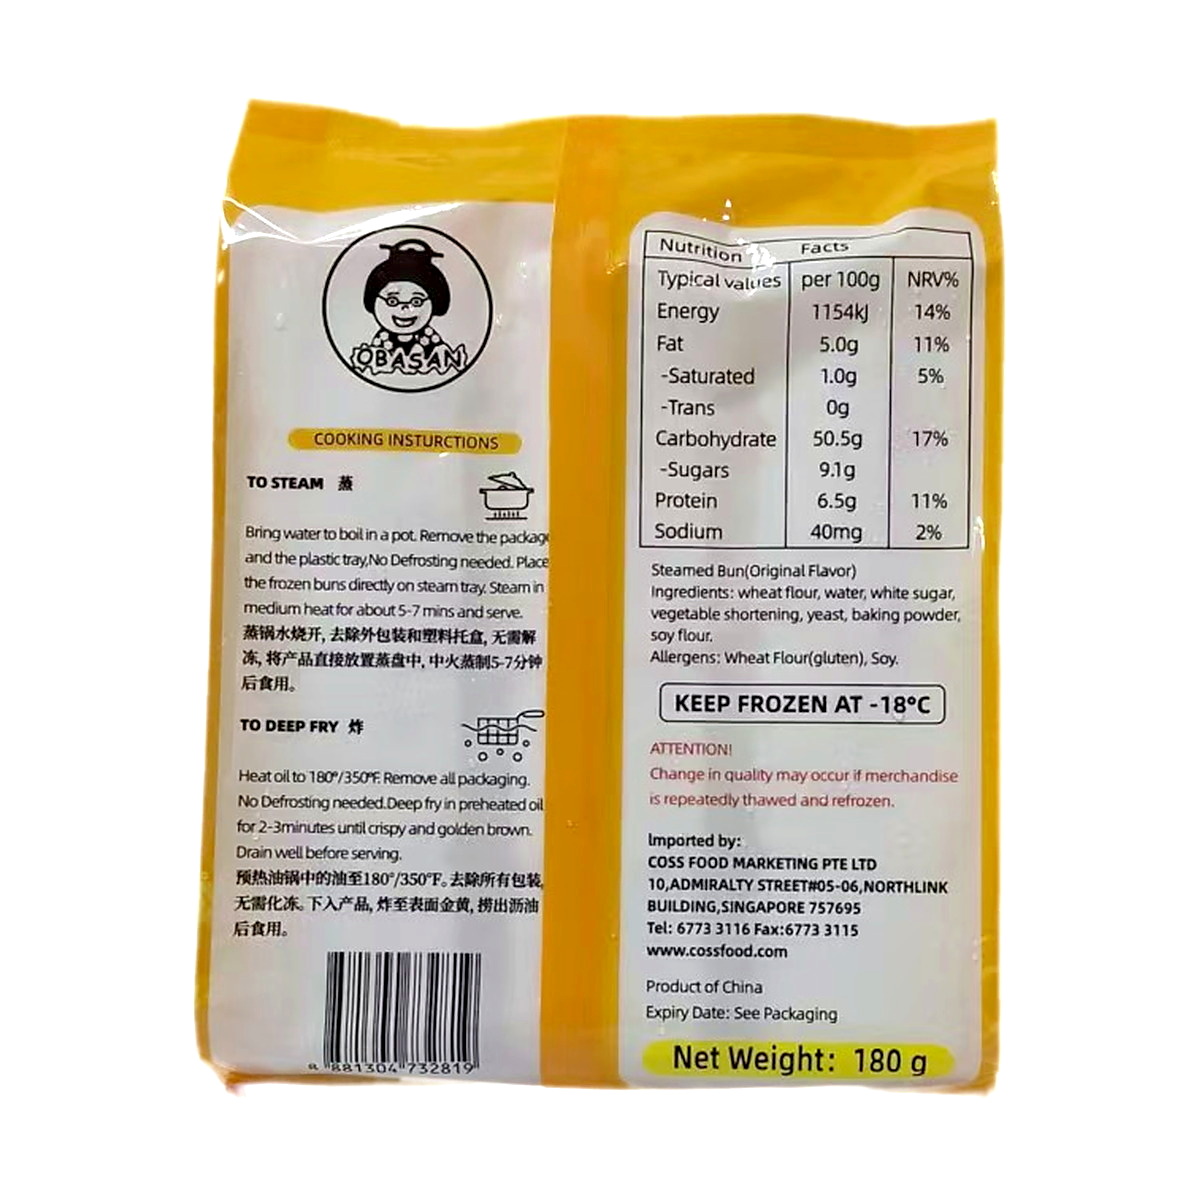 OBASAN
COOKING INSTURCTIONS
TO STEAM 蒸
Bring water to boil in a pot. Remove the package
and the plastic tray,No Defrosting needed. Place
the frozen buns directly on steam tray. Steam in
medium heat for about 5-7 mins and serve.
蒸锅水烧开, 去除外包装和塑料托盒, 无需解
冻, 将产品直接放置蒸盘中, 中火蒸制5-7分钟
后食用。
TO DEEP FRY 炸
Heat oil to 180°/350°F. Remove all packaging.
No Defrosting needed.Deep fry in preheated oil
for 2-3minutes until crispy and golden brown.
Drain well before serving.
预热油锅中的油至180°/350°F。去除所有包装,
无需化冻。下入产品, 炸至表面金黄, 捞出沥油
后食用。
8 881304 732819
Nutrition Facts
Typical values per 100g NRV%
Energy 1154kJ 14%
Fat 5.0g 11%
-Saturated 1.0g 5%
-Trans 0g
Carbohydrate 50.5g 17%
-Sugars 9.1g
Protein 6.5g 11%
Sodium 40mg 2%
Steamed Bun(Original Flavor)
Ingredients: wheat flour, water, white sugar,
vegetable shortening, yeast, baking powder,
soy flour.
Allergens: Wheat Flour(gluten), Soy.
KEEP FROZEN AT -18°C
ATTENTION!
Change in quality may occur if merchandise
is repeatedly thawed and refrozen.
Imported by:
COSS FOOD MARKETING PTE LTD
10,ADMIRALTY STREET#05-06,NORTHLINK
BUILDING,SINGAPORE 757695
Tel: 6773 3116 Fax:6773 3115
www.cossfood.com
Product of China
Expiry Date: See Packaging
Net Weight: 180 g